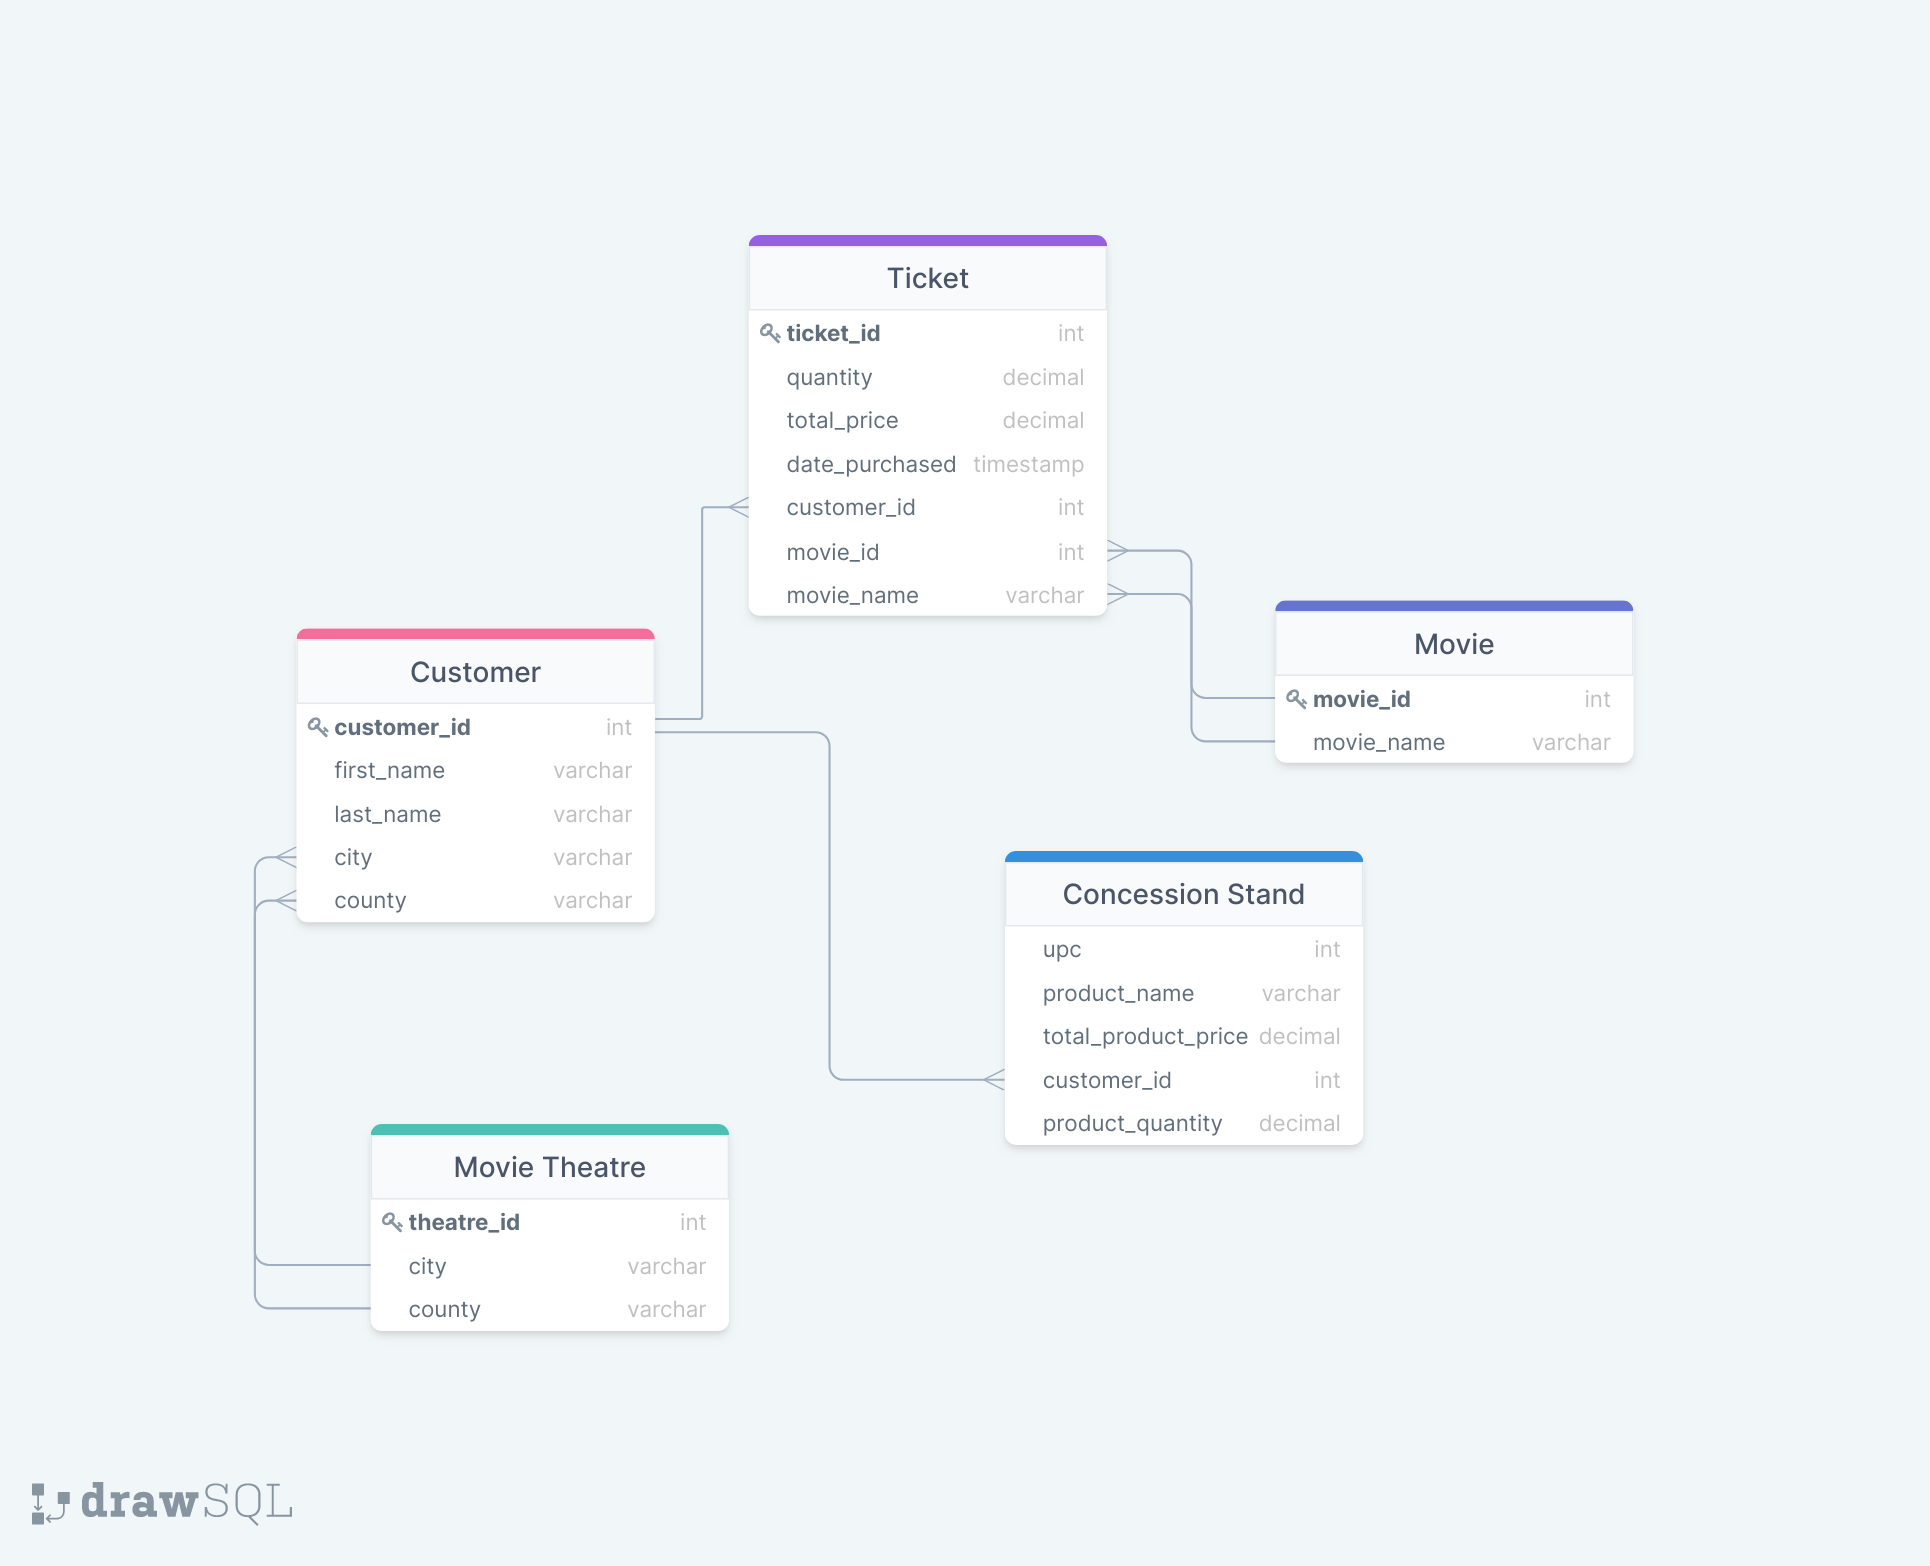 Ticket
ticket_id int
quantity decimal
total_price decimal
date_purchased timestamp
customer_id int
movie_id int
movie_name varchar
Customer
customer_id int
first_name varchar
last_name varchar
city varchar
county varchar
Movie
movie_id int
movie_name varchar
Concession Stand
upc int
product_name varchar
total_product_price decimal
customer_id int
product_quantity decimal
Movie Theatre
theatre_id int
city varchar
county varchar
drawSQL